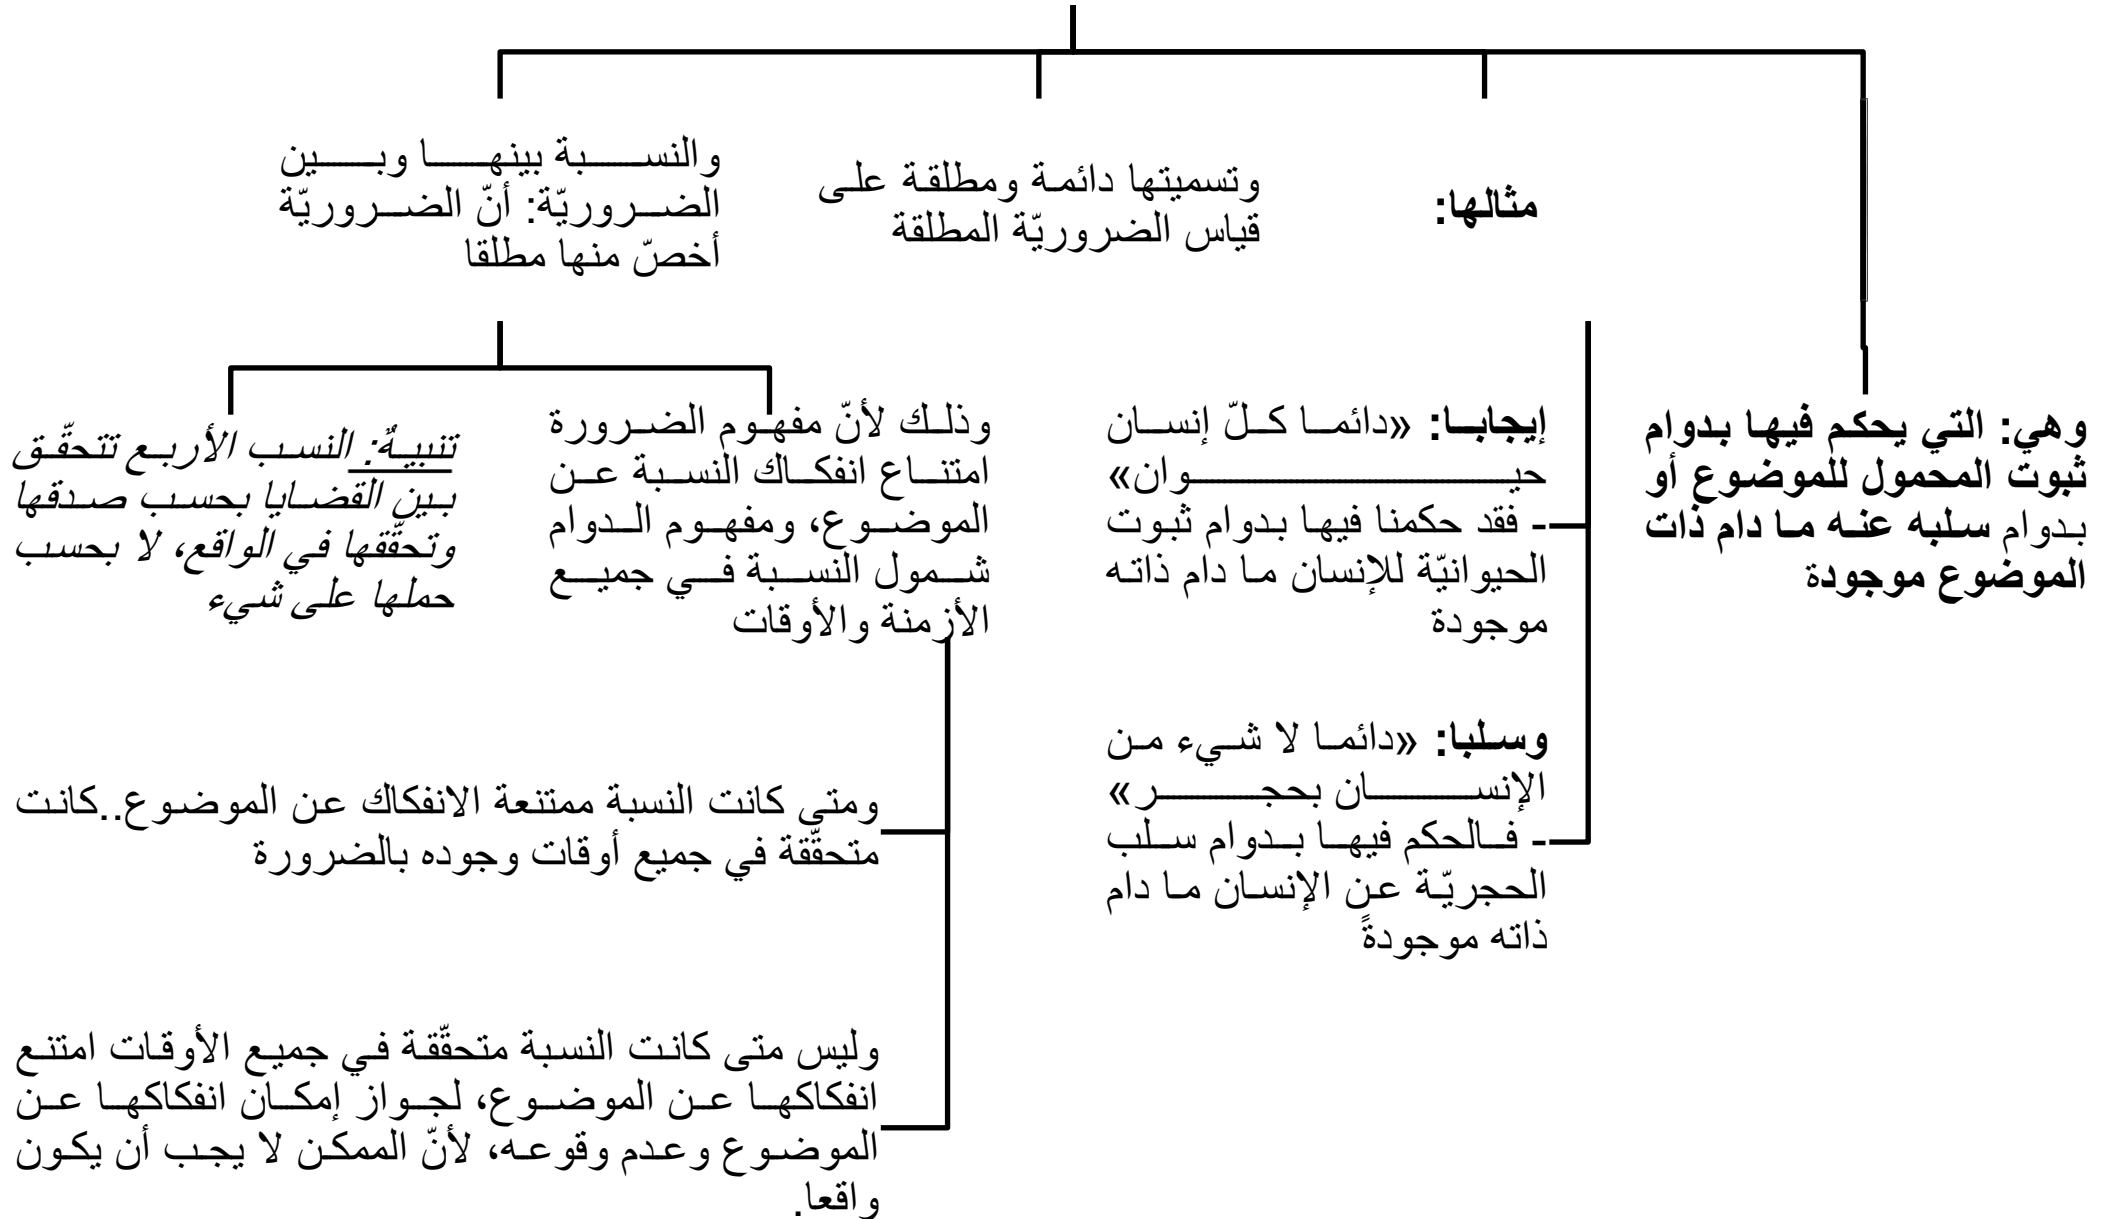 وهي: التي يحكم فيها بدوام
ثبوت المحمول للموضوع أو
بدوام سلبه عنه ما دام ذات
الموضوع موجودة
مثالها:
إيجابا: «دائما كلّ إنسان
حيوان»
- فقد حكمنا فيها بدوام ثبوت
الحيوانيّة للإنسان ما دام ذاته
موجودة
وسلبا: «دائما لا شيء من
الإنسان بحجر»
- فالحكم فيها بدوام سلب
الحجريّة عن الإنسان ما دام
ذاته موجودةً
وتسميتها دائمة ومطلقة على
قياس الضروريّة المطلقة
والنسبة بينها وبين
الضروريّة: أنّ الضروريّة
أخصّ منها مطلقا
وذلك لأنّ مفهوم الضرورة
امتناع انفكاك النسبة عن
الموضوع، ومفهوم الدوام
شمول النسبة في جميع
الأزمنة والأوقات
ومتى كانت النسبة ممتنعة الانفكاك عن الموضوع..كانت
متحقّقة في جميع أوقات وجوده بالضرورة
وليس متى كانت النسبة متحقّقة في جميع الأوقات امتنع
انفكاكها عن الموضوع، لجواز إمكان انفكاكها عن
الموضوع وعدم وقوعه، لأنّ الممكن لا يجب أن يكون
واقعا.
تنبيهٌ: النسب الأربع تتحقّق
بين القضايا بحسب صدقها
وتحقّقها في الواقع، لا بحسب
حملها على شيء